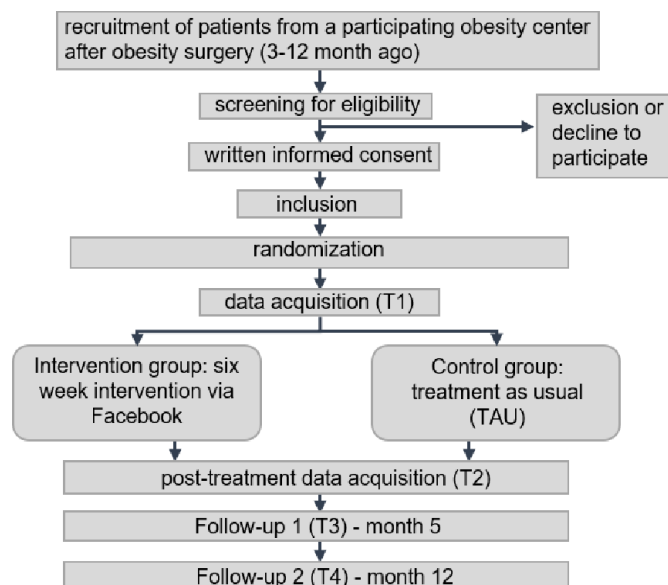 recruitment of patients from a participating obesity center
after obesity surgery (3-12 month ago)
screening for eligibility
exclusion or
decline to
participate
written informed consent
inclusion
randomization
data acquisition (T1)
Intervention group: six
week intervention via
Facebook
Control group:
treatment as usual
(TAU)
post-treatment data acquisition (T2)
Follow-up 1 (T3) - month 5
Follow-up 2 (T4) - month 12